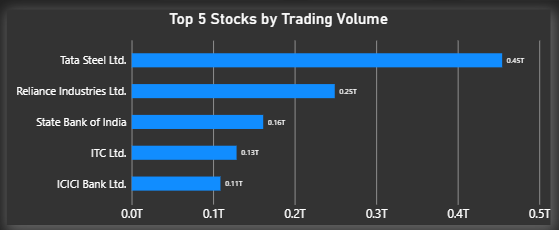 Top 5 Stocks by Trading Volume
Tata Steel Ltd. 0.45T
Reliance Industries Ltd. 0.25T
State Bank of India 0.16T
ITC Ltd. 0.13T
ICICI Bank Ltd. 0.11T
0.0T 0.1T 0.2T 0.3T 0.4T 0.5T